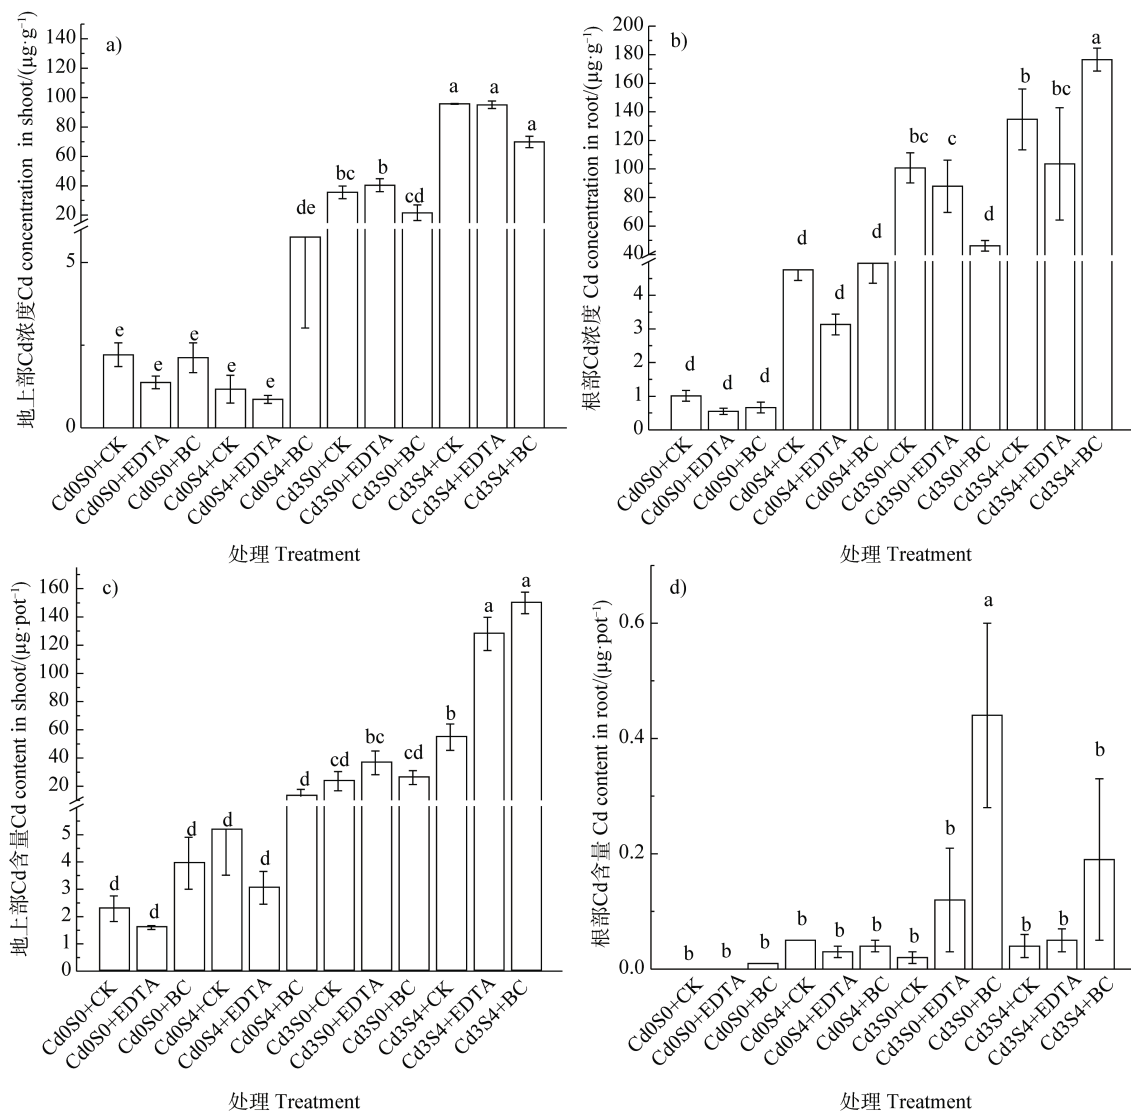 a)
地上部Cd浓度Cd concentration in shoot/(μg·g⁻¹)
140
120
100
80
60
40
20
5
0
e
e
e
e
e
de
bc
b
cd
a
a
a
Cd0S0+CK
Cd0S0+EDTA
Cd0S0+BC
Cd0S4+CK
Cd0S4+EDTA
Cd0S4+BC
Cd3S0+CK
Cd3S0+EDTA
Cd3S0+BC
Cd3S4+CK
Cd3S4+EDTA
Cd3S4+BC
处理 Treatment
b)
根部Cd浓度 Cd concentration in root/(μg·g⁻¹)
200
180
160
140
120
100
80
60
40
4
3
2
1
0
d
d
d
d
d
d
bc
c
d
b
bc
a
Cd0S0+CK
Cd0S0+EDTA
Cd0S0+BC
Cd0S4+CK
Cd0S4+EDTA
Cd0S4+BC
Cd3S0+CK
Cd3S0+EDTA
Cd3S0+BC
Cd3S4+CK
Cd3S4+EDTA
Cd3S4+BC
处理 Treatment
c)
地上部Cd含量Cd content in shoot/(μg·pot⁻¹)
160
140
120
100
80
60
40
20
5
4
3
2
1
0
d
d
d
d
d
d
cd
bc
cd
b
a
a
Cd0S0+CK
Cd0S0+EDTA
Cd0S0+BC
Cd0S4+CK
Cd0S4+EDTA
Cd0S4+BC
Cd3S0+CK
Cd3S0+EDTA
Cd3S0+BC
Cd3S4+CK
Cd3S4+EDTA
Cd3S4+BC
处理 Treatment
d)
根部Cd含量 Cd content in root/(μg·pot⁻¹)
0.6
0.4
0.2
0.0
b
b
b
b
b
b
b
b
a
b
b
b
Cd0S0+CK
Cd0S0+EDTA
Cd0S0+BC
Cd0S4+CK
Cd0S4+EDTA
Cd0S4+BC
Cd3S0+CK
Cd3S0+EDTA
Cd3S0+BC
Cd3S4+CK
Cd3S4+EDTA
Cd3S4+BC
处理 Treatment